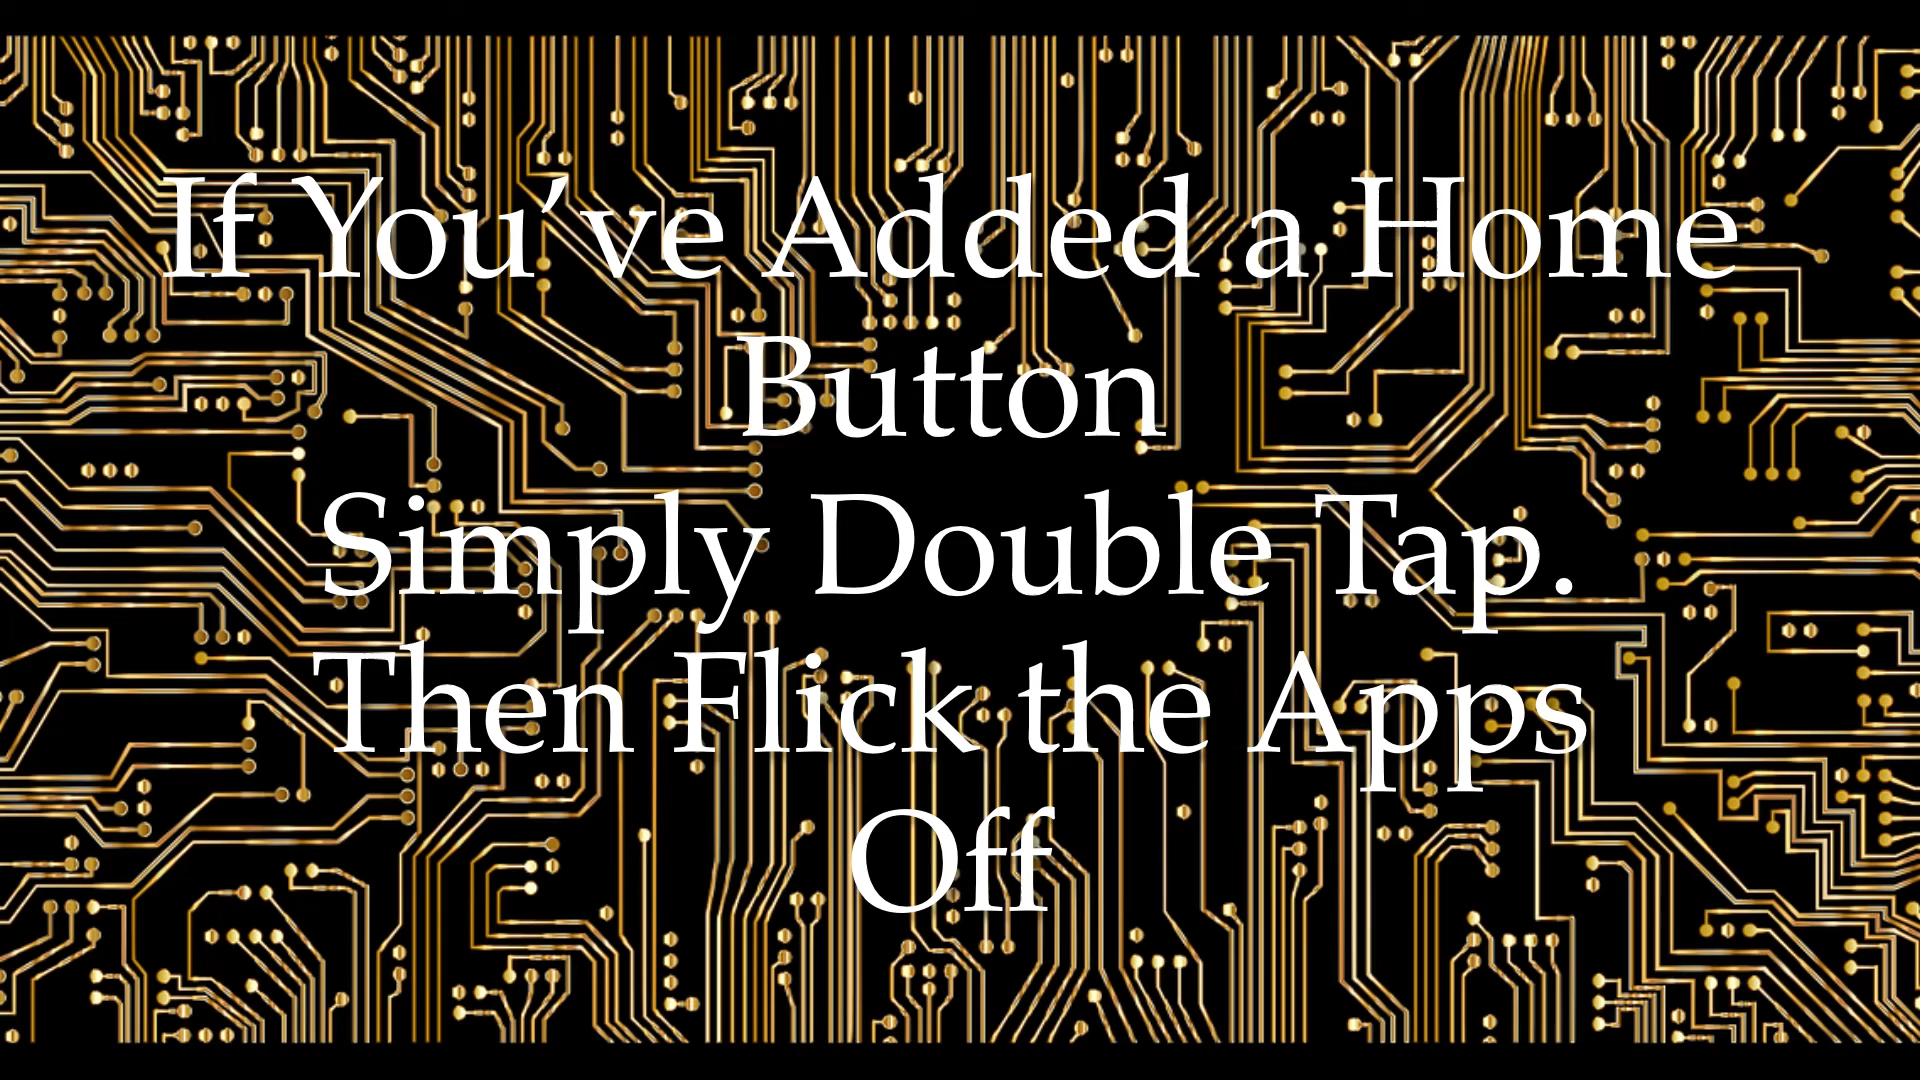 If You’ve Added a Home
Button
Simply Double Tap.
Then Flick the Apps
Off